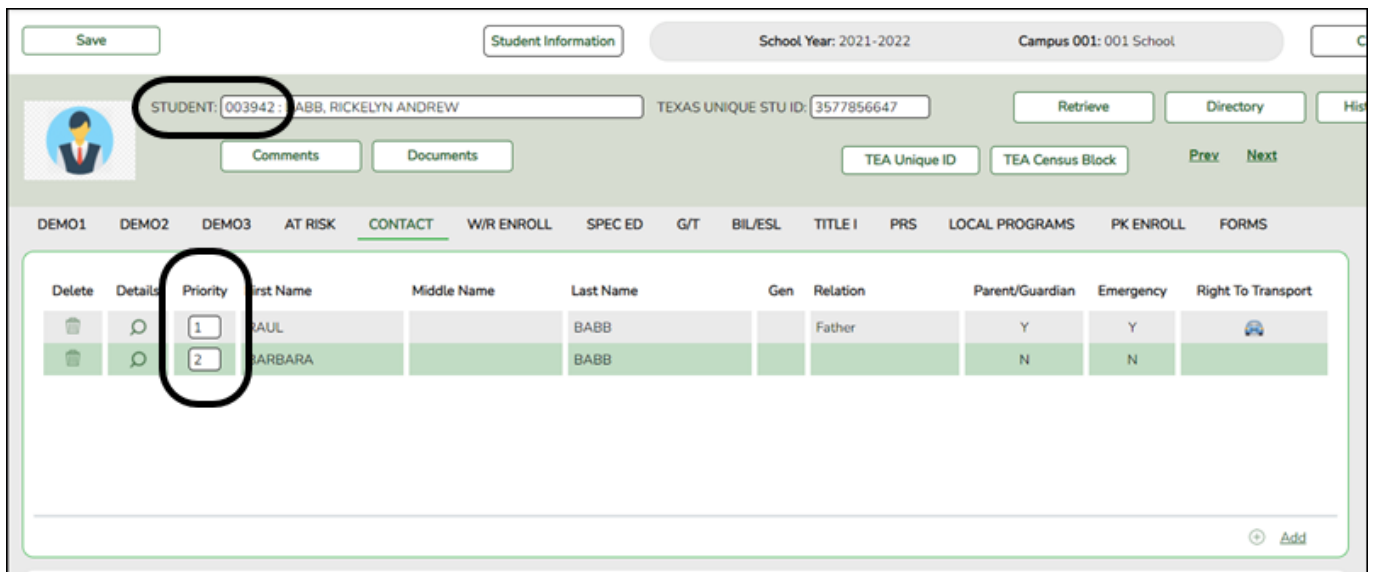 Save Student Information School Year: 2021-2022 Campus 001: 001 School C
STUDENT: 003942 : ABB, RICKELYN ANDREW TEXAS UNIQUE STU ID: 3577856647 Retrieve Directory Hist
Comments Documents TEA Unique ID TEA Census Block Prev Next
DEMO1 DEMO2 DEMO3 AT RISK CONTACT W/R ENROLL SPEC ED G/T BIL/ESL TITLE I PRS LOCAL PROGRAMS PK ENROLL FORMS
Delete Details Priority First Name Middle Name Last Name Gen Relation Parent/Guardian Emergency Right To Transport
1 RAUL BABB Father Y Y
2 BARBARA BABB N N
Add